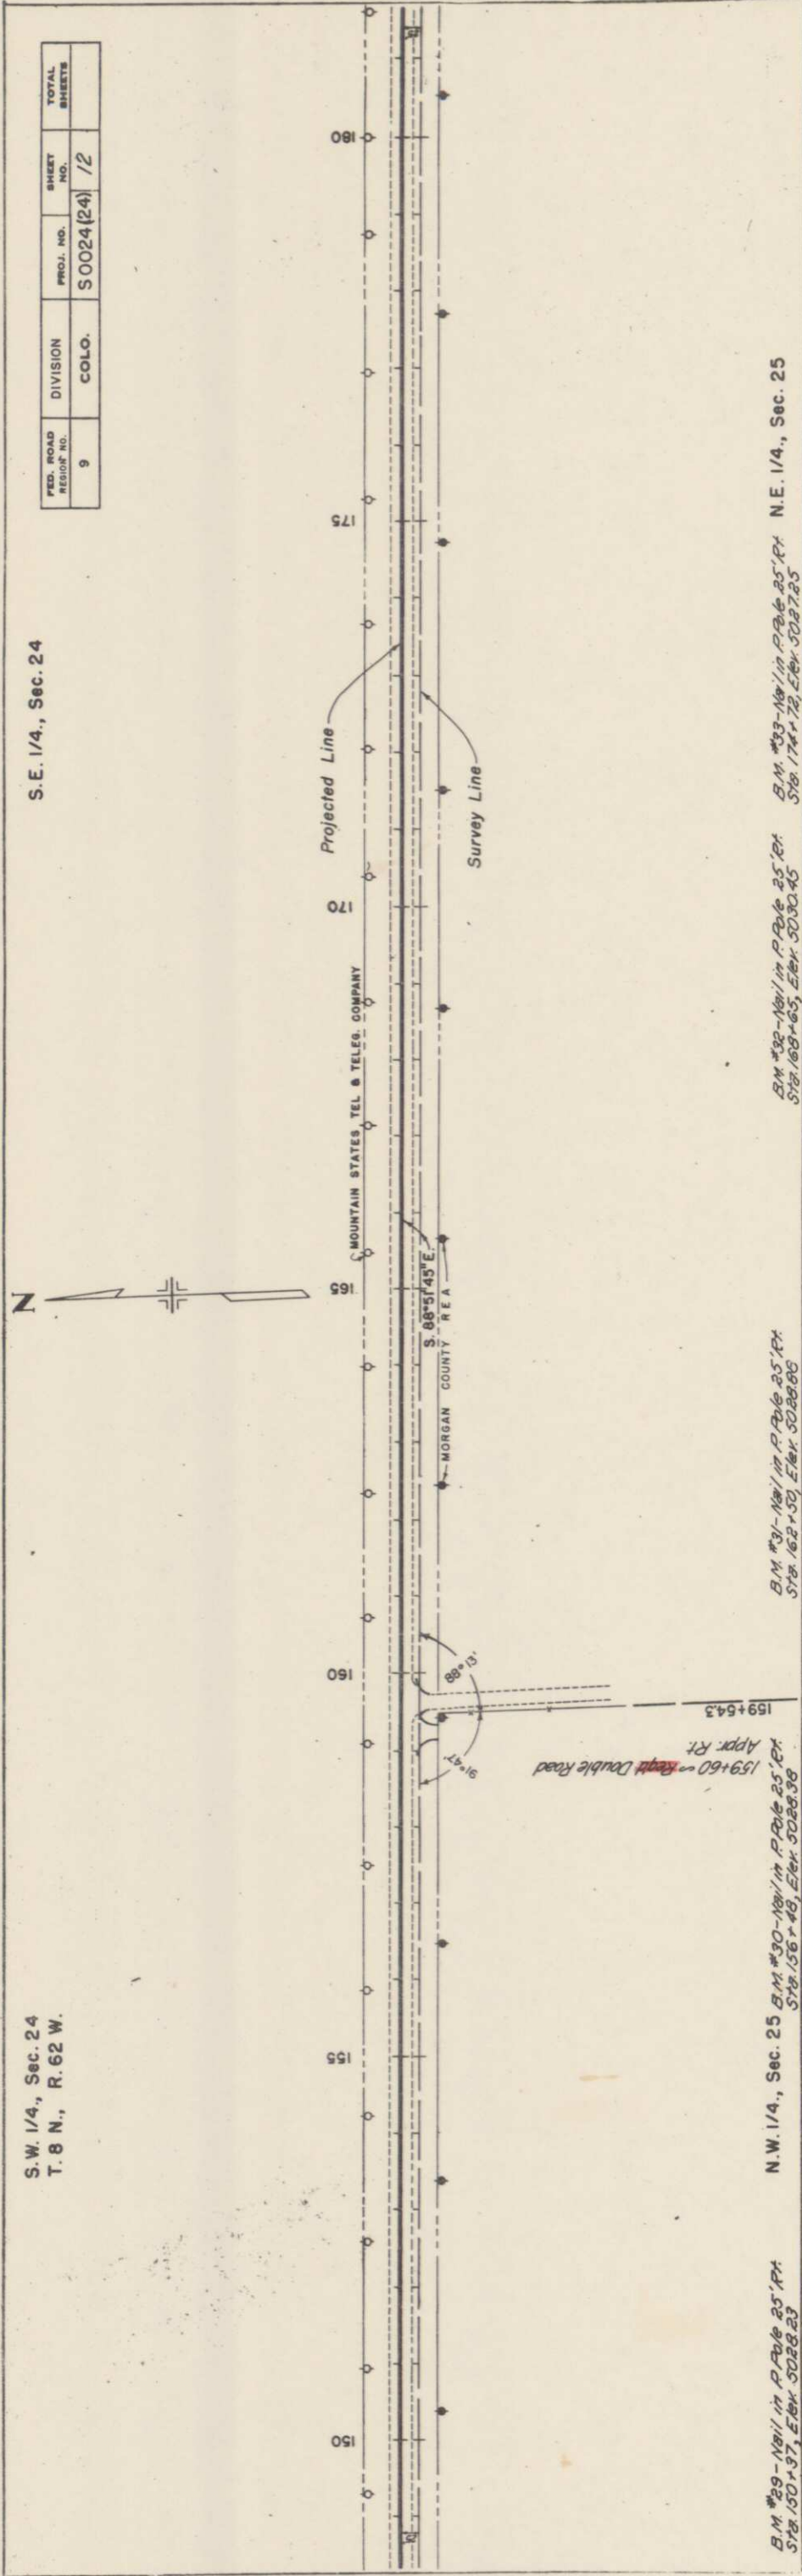 FED. ROAD REGION NO. DIVISION PROJ. NO. SHEET NO. TOTAL SHEETS
9 COLO. S0024(24) 12
S.W. 1/4., Sec. 24
T. 8 N., R. 62 W.
S.E. 1/4., Sec. 24
N
MOUNTAIN STATES TEL & TELEG. COMPANY
Projected Line
150
155
160
165
170
175
180
S. 88°51'45" E.
Survey Line
MORGAN COUNTY REA
91°47'
88°13'
159+60 Req'd Double Road
Appr. Rt.
159+54.3
B.M. #29-Nail in P. Pole 25' Rt.
Sta. 150+37, Elev. 5028.23
N.W. 1/4., Sec. 25
B.M. #30-Nail in P. Pole 25' Rt.
Sta. 156+48, Elev. 5028.38
B.M. #31-Nail in P. Pole 25' Rt.
Sta. 162+50, Elev. 5028.86
B.M. #32-Nail in P. Pole 25' Rt.
Sta. 168+65, Elev. 5030.45
B.M. #33-Nail in P. Pole 25' Rt.
Sta. 174+72, Elev. 5027.25
N.E. 1/4., Sec. 25